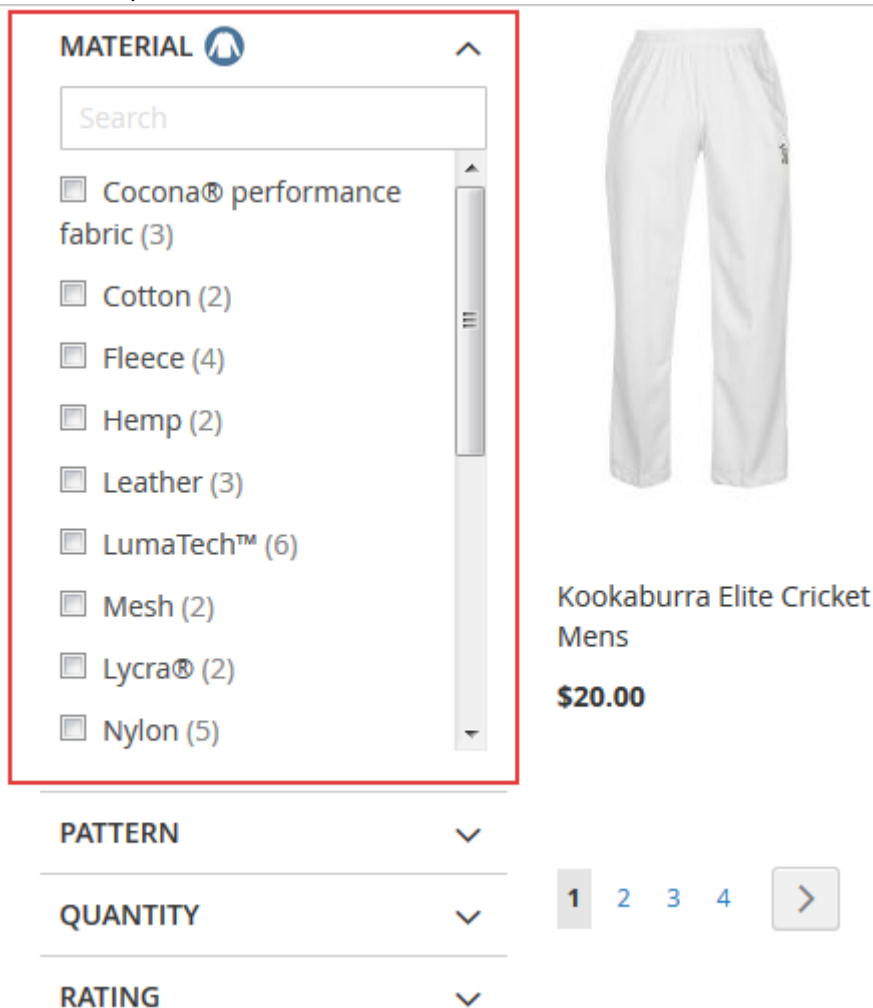 MATERIAL
Search
Cocona® performance
fabric (3)
Cotton (2)
Fleece (4)
Hemp (2)
Leather (3)
LumaTech™ (6)
Mesh (2)
Lycra® (2)
Nylon (5)
PATTERN
QUANTITY
RATING
Kookaburra Elite Cricket
Mens
$20.00
1 2 3 4